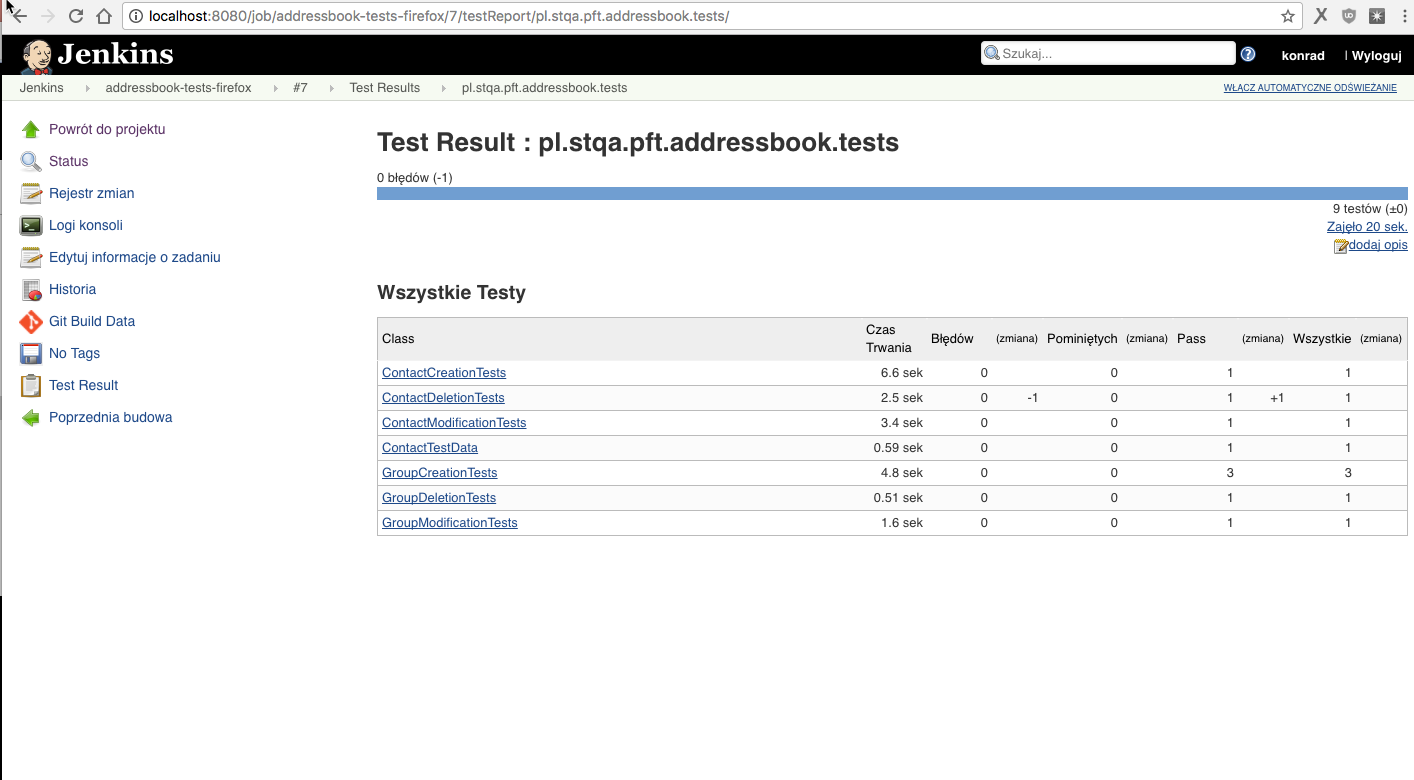 localhost:8080/job/addressbook-tests-firefox/7/testReport/pl.stqa.pft.addressbook.tests/
Jenkins
Szukaj...
konrad
| Wyloguj
Jenkins
addressbook-tests-firefox
#7
Test Results
pl.stqa.pft.addressbook.tests
WŁĄCZ AUTOMATYCZNE ODŚWIEŻANIE
Powrót do projektu
Status
Rejestr zmian
Logi konsoli
Edytuj informacje o zadaniu
Historia
Git Build Data
No Tags
Test Result
Poprzednia budowa
Test Result : pl.stqa.pft.addressbook.tests
0 błędów (-1)
9 testów (±0)
Zajęło 20 sek.
dodaj opis
Wszystkie Testy
Class Czas Trwania Błędów (zmiana) Pominiętych (zmiana) Pass (zmiana) Wszystkie (zmiana)
ContactCreationTests 6.6 sek 0 0 1 1
ContactDeletionTests 2.5 sek 0 -1 0 1 +1 1
ContactModificationTests 3.4 sek 0 0 1 1
ContactTestData 0.59 sek 0 0 1 1
GroupCreationTests 4.8 sek 0 0 3 3
GroupDeletionTests 0.51 sek 0 0 1 1
GroupModificationTests 1.6 sek 0 0 1 1